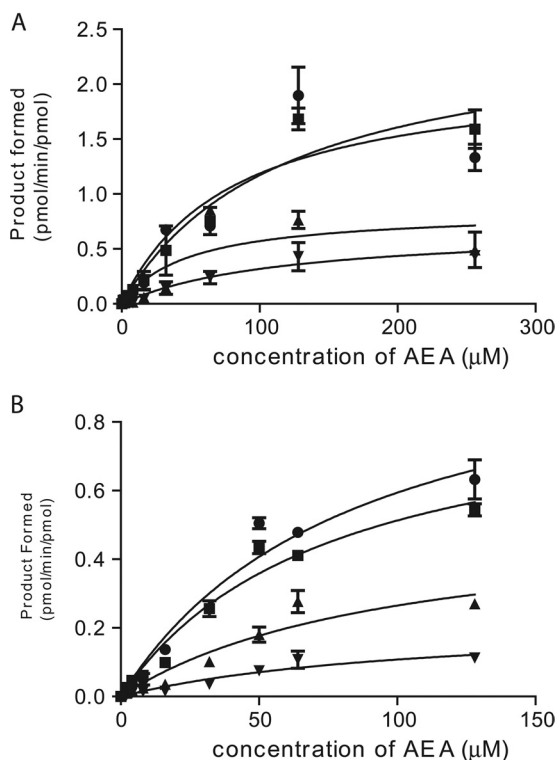 A
Product formed
(pmol/min/pmol)
2.5
2.0
1.5
1.0
0.5
0.0
0 100 200 300
concentration of AEA (μM)
B
Product Formed
(pmol/min/pmol)
0.8
0.6
0.4
0.2
0.0
0 50 100 150
concentration of AEA (μM)